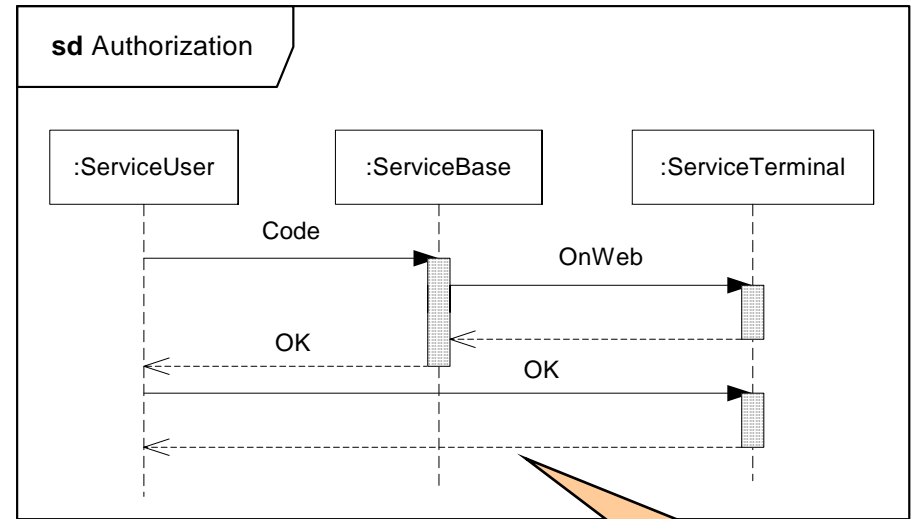 sd Authorization
:ServiceUser
:ServiceBase
:ServiceTerminal
Code
OnWeb
OK
OK